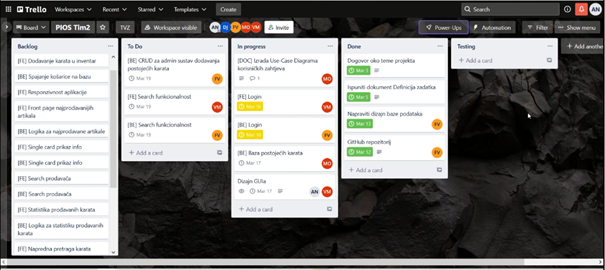 Trello Workspaces Recent Starred Templates Create Search
Board PIOS Tim2 TVZ Workspace visible AN DJ FV MO VM Invite Power Ups Automation Filter Show menu
Backlog
[FE] Dodavanje karata u inventar
[BE] Spajanje košarice na bazu
[FE] Responzivnost aplikacije
[FE] Front page najprodavanijih
artikala
[BE] Logika za najprodavane artikale
[FE] Single card prikaz info
[BE] Single card prikaz info
[FE] Search prodavača
[BE] Search prodavača
[FE] Statistika prodavanih karata
[BE] Logika za statistiku prodavanih
karata
[FE] Napredna pretraga karata
To Do
[BE] CRUD za admin sustav dodavanja
postojećih karata
Mar 19
FV
[FE] Search funkcionalnost
Mar 19
VM
[BE] Search funkcionalnost
Mar 19
FV
+ Add a card
In progress
[DOC] Izrada Use-Case Diagrama
korisničkih zahtjeva
1
MO
[FE] Login
Mar 16
VM
[BE] Login
Mar 16
FV
[BE] Baza postojećih karata
Mar 17
MO
Dizajn GUIa
Mar 17
AN VM
+ Add a card
Done
Dogovor oko teme projekta
Mar 5
Ispuniti dokument Definicija zadatka
Mar 5
Napraviti dizajn baze podataka
Mar 13
FV
GitHub repozitorij
Mar 12
FV
+ Add a card
Testing
+ Add a card
+ Add anothe